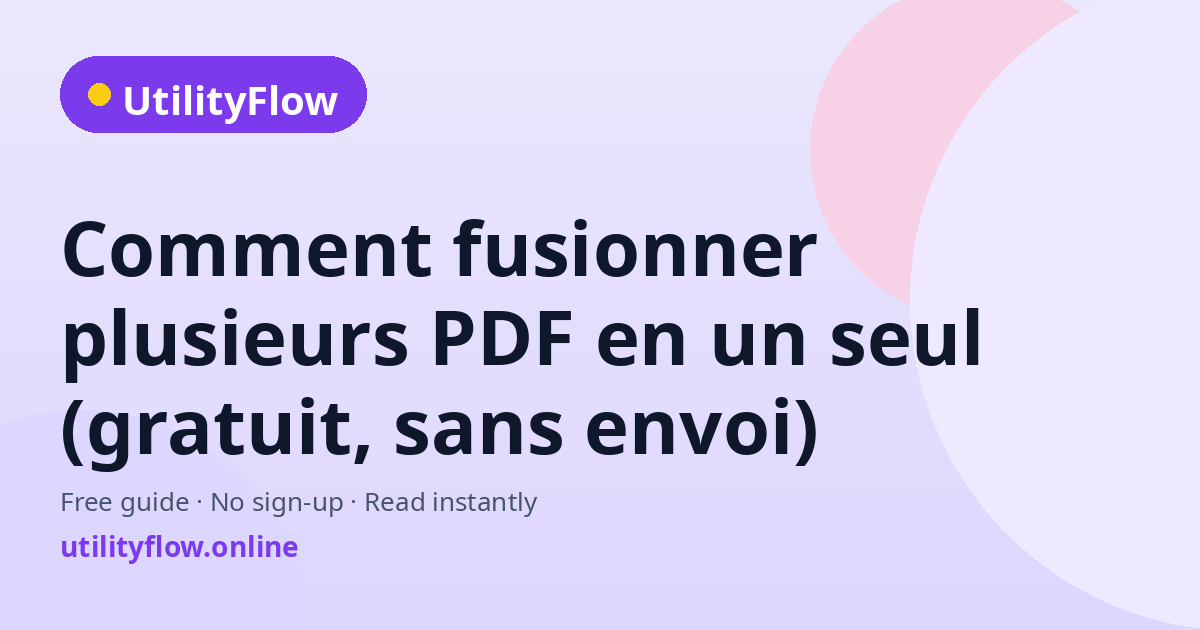 UtilityFlow
Comment fusionner
plusieurs PDF en un seul
(gratuit, sans envoi)
Free guide · No sign-up · Read instantly
utilityflow.online